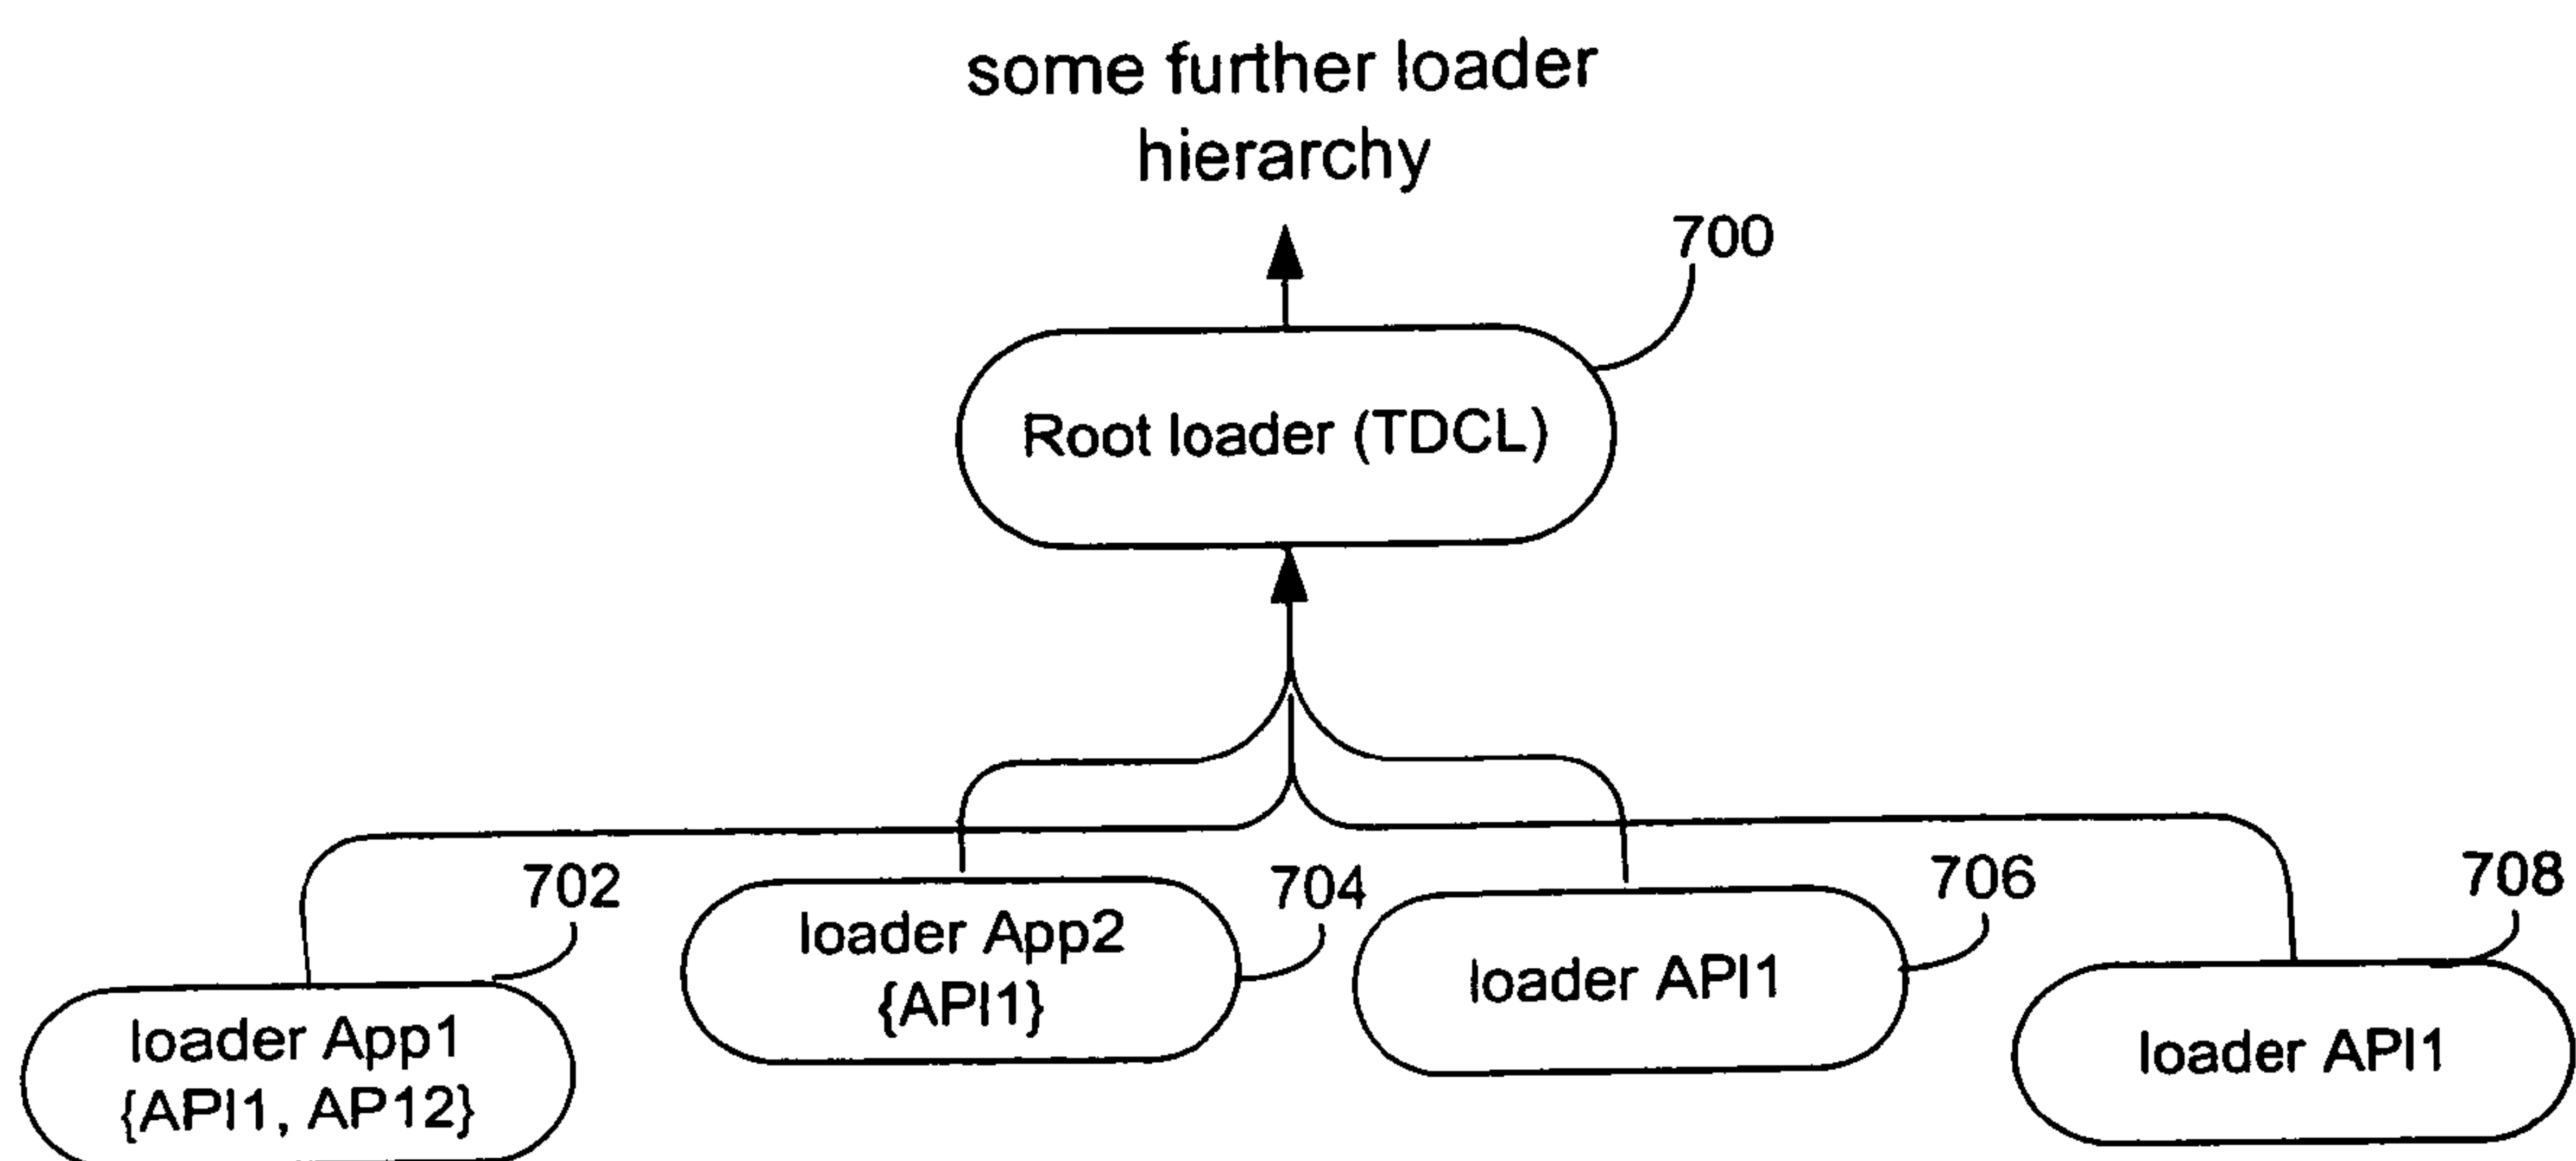 some further loader
hierarchy
700
Root loader (TDCL)
702
704
706
708
loader App1
{API1, AP12}
loader App2
{API1}
loader API1
loader API1